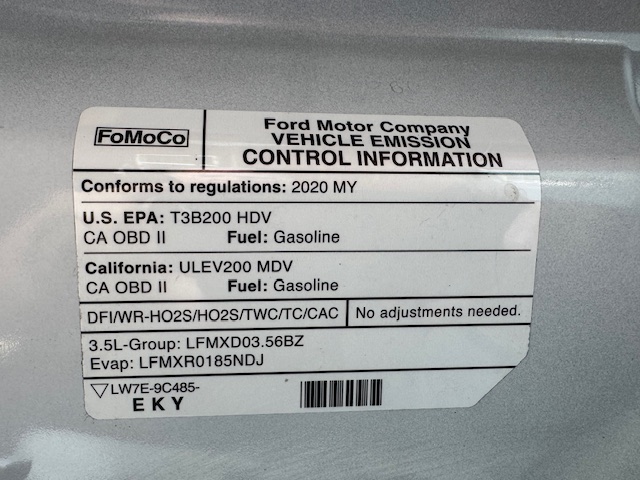 FoMoCo
Ford Motor Company
VEHICLE EMISSION
CONTROL INFORMATION
Conforms to regulations: 2020 MY
U.S. EPA: T3B200 HDV
CA OBD II Fuel: Gasoline
California: ULEV200 MDV
CA OBD II Fuel: Gasoline
DFI/WR-HO2S/HO2S/TWC/TC/CAC No adjustments needed.
3.5L-Group: LFMXD03.56BZ
Evap: LFMXR0185NDJ
LW7E-9C485-
EKY